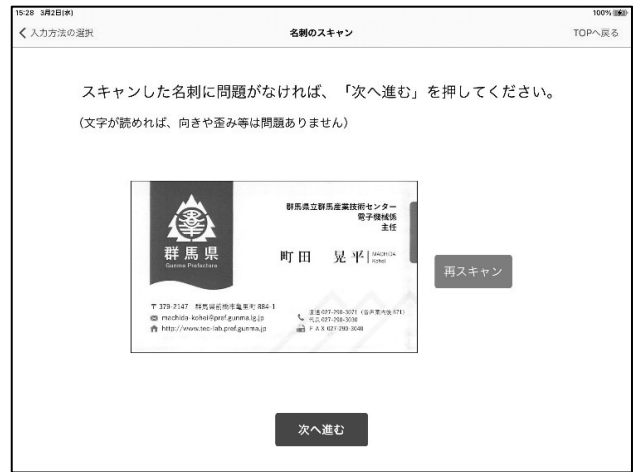 15:28 3月2日(水)
100%
入力方法の選択
名刺のスキャン
TOPへ戻る
スキャンした名刺に問題がなければ、「次へ進む」を押してください。
(文字が読めれば、向きや歪み等は問題ありません)
群馬県
Gunma Prefecture
群馬県立群馬産業技術センター
電子機械係
主任
町田 晃平
MACHIDA
Kohei
〒379-2147 群馬県前橋市亀里町884-1
machida-kohei@pref.gunma.lg.jp
http://www.tec-lab.pref.gunma.jp
直通 027-290-3071 (音声案内後871)
代表 027-290-3030
FAX 027-290-3040
再スキャン
次へ進む